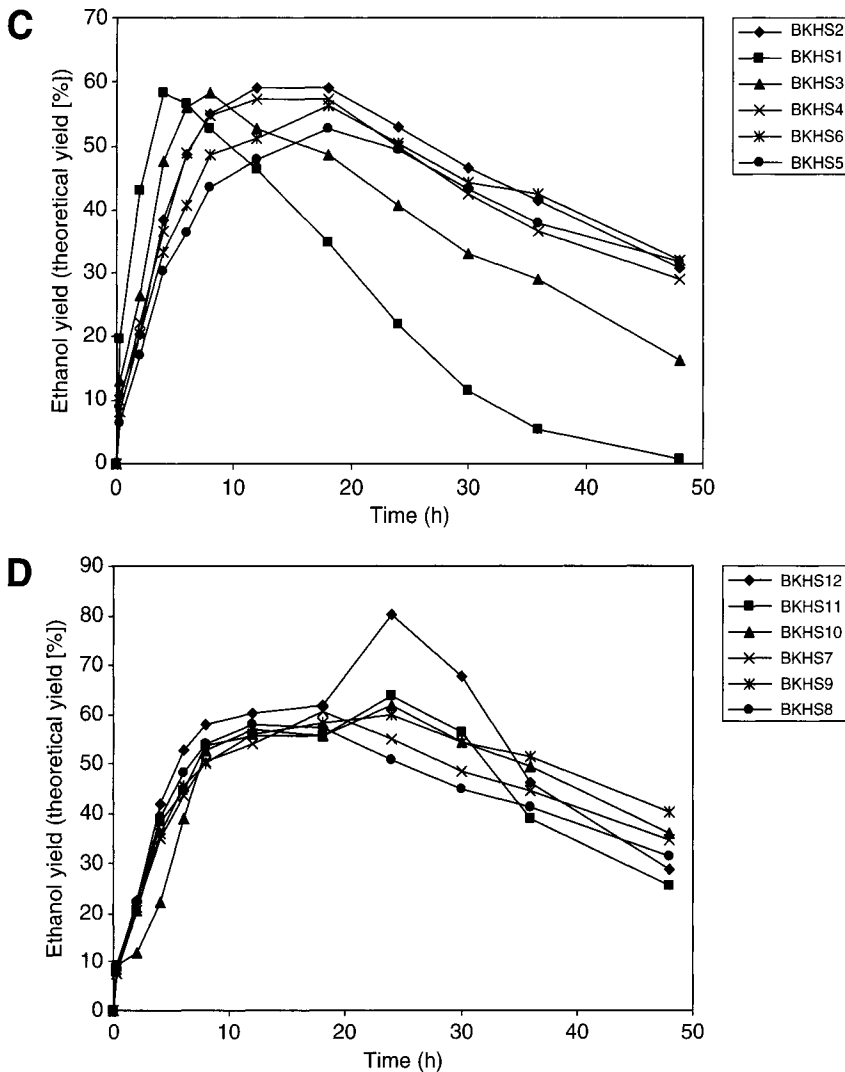 C
Ethanol yield (theoretical yield [%])
70
60
50
40
30
20
10
0
0 10 20 30 40 50
Time (h)
BKHS2
BKHS1
BKHS3
BKHS4
BKHS6
BKHS5
D
Ethanol yield (theoretical yield [%])
90
80
70
60
50
40
30
20
10
0
0 10 20 30 40 50
Time (h)
BKHS12
BKHS11
BKHS10
BKHS7
BKHS9
BKHS8